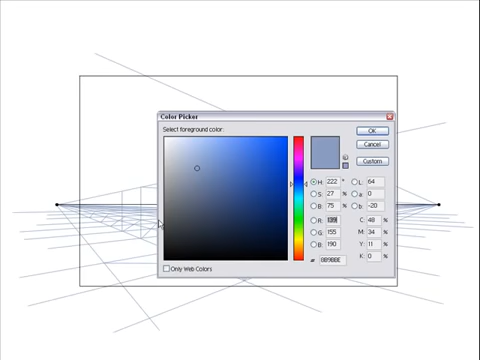 Color Picker
Select foreground color:
OK
Cancel
Custom
H: 222 °
S: 27 %
B: 75 %
R: 139
G: 155
B: 190
# 8B9BBE
L: 64
a: 0
b: -20
C: 48 %
M: 34 %
Y: 11 %
K: 0 %
Only Web Colors